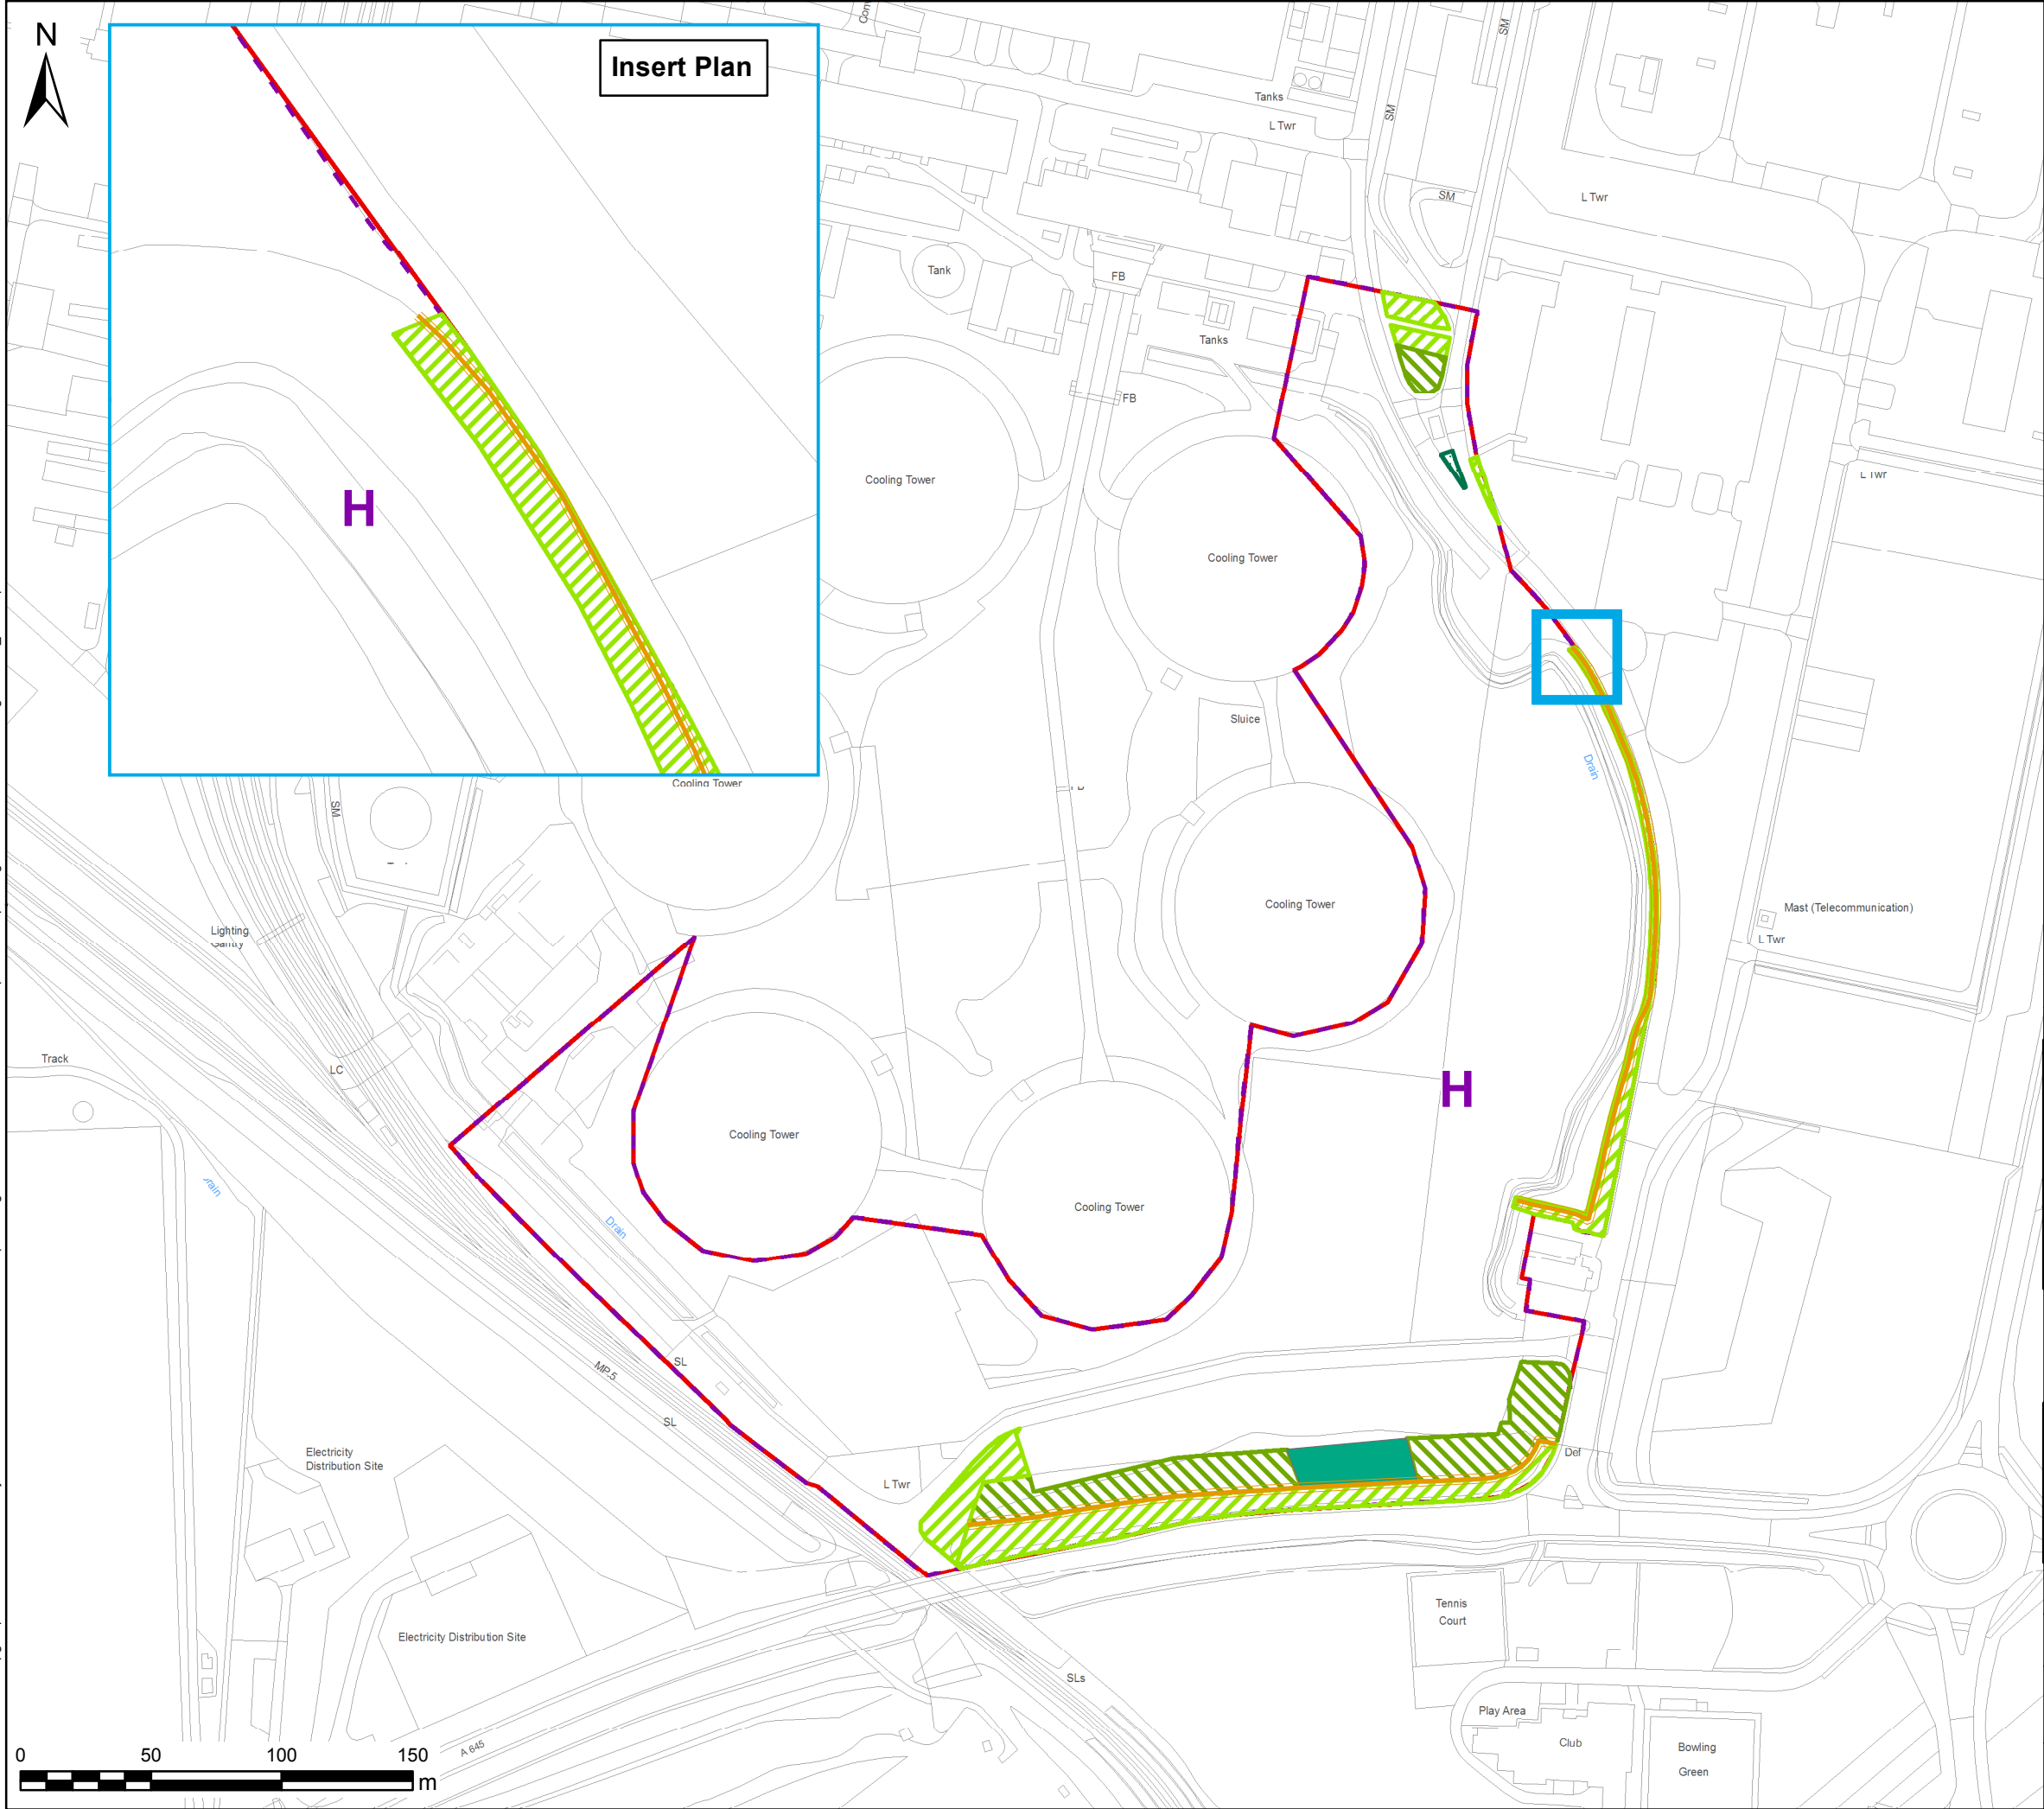 N
Insert Plan
H
SM
SM
Tanks
L Twr
SM
L Twr
Tank
FB
Tanks
FB
Cooling Tower
Cooling Tower
L Twr
Sluice
Drain
Cooling Tower
SM
Cooling Tower
Mast (Telecommunication)
L Twr
Lighting
Gantry
Track
LC
H
Cooling Tower
Drain
Cooling Tower
Drain
SL
MP.5
SL
Electricity
Distribution Site
L Twr
Def
Electricity Distribution Site
Tennis
Court
SLs
Play Area
Club
Bowling
Green
A 645
0 50 100 150
m